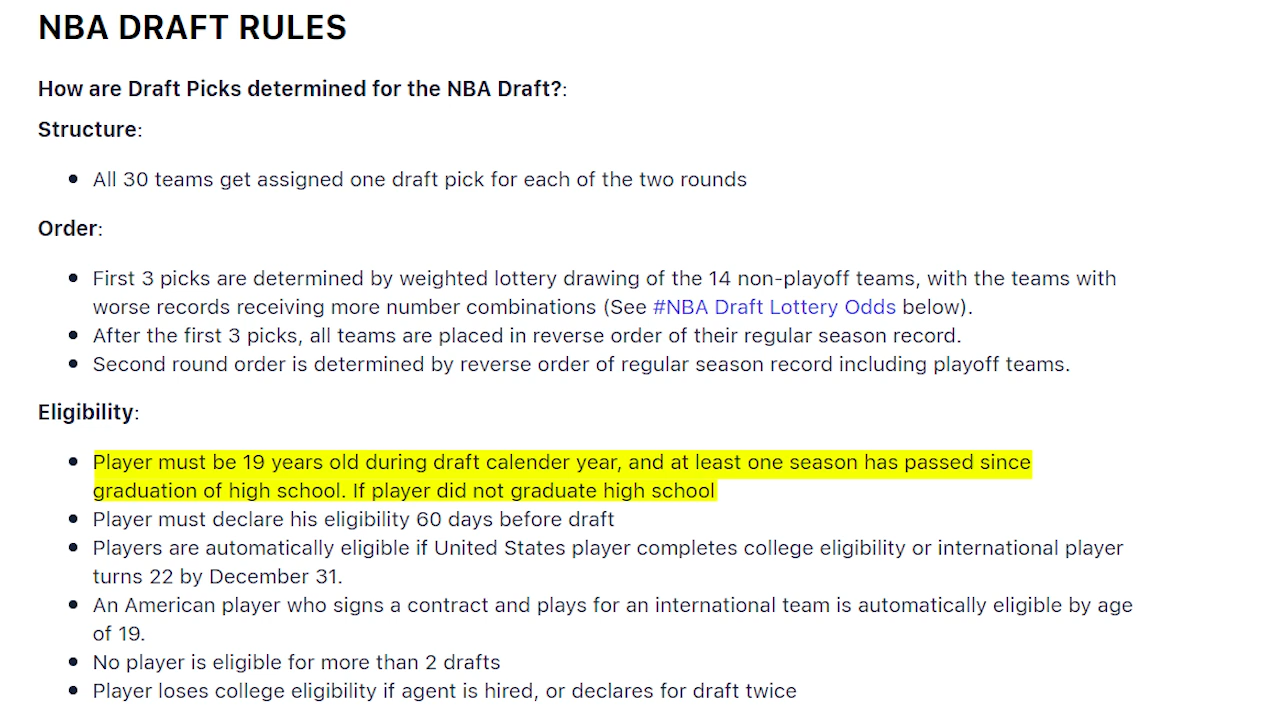 NBA DRAFT RULES
How are Draft Picks determined for the NBA Draft?:
Structure:
All 30 teams get assigned one draft pick for each of the two rounds
Order:
First 3 picks are determined by weighted lottery drawing of the 14 non-playoff teams, with the teams with
worse records receiving more number combinations (See #NBA Draft Lottery Odds below).
After the first 3 picks, all teams are placed in reverse order of their regular season record.
Second round order is determined by reverse order of regular season record including playoff teams.
Eligibility:
Player must be 19 years old during draft calender year, and at least one season has passed since
graduation of high school. If player did not graduate high school
Player must declare his eligibility 60 days before draft
Players are automatically eligible if United States player completes college eligibility or international player
turns 22 by December 31.
An American player who signs a contract and plays for an international team is automatically eligible by age
of 19.
No player is eligible for more than 2 drafts
Player loses college eligibility if agent is hired, or declares for draft twice